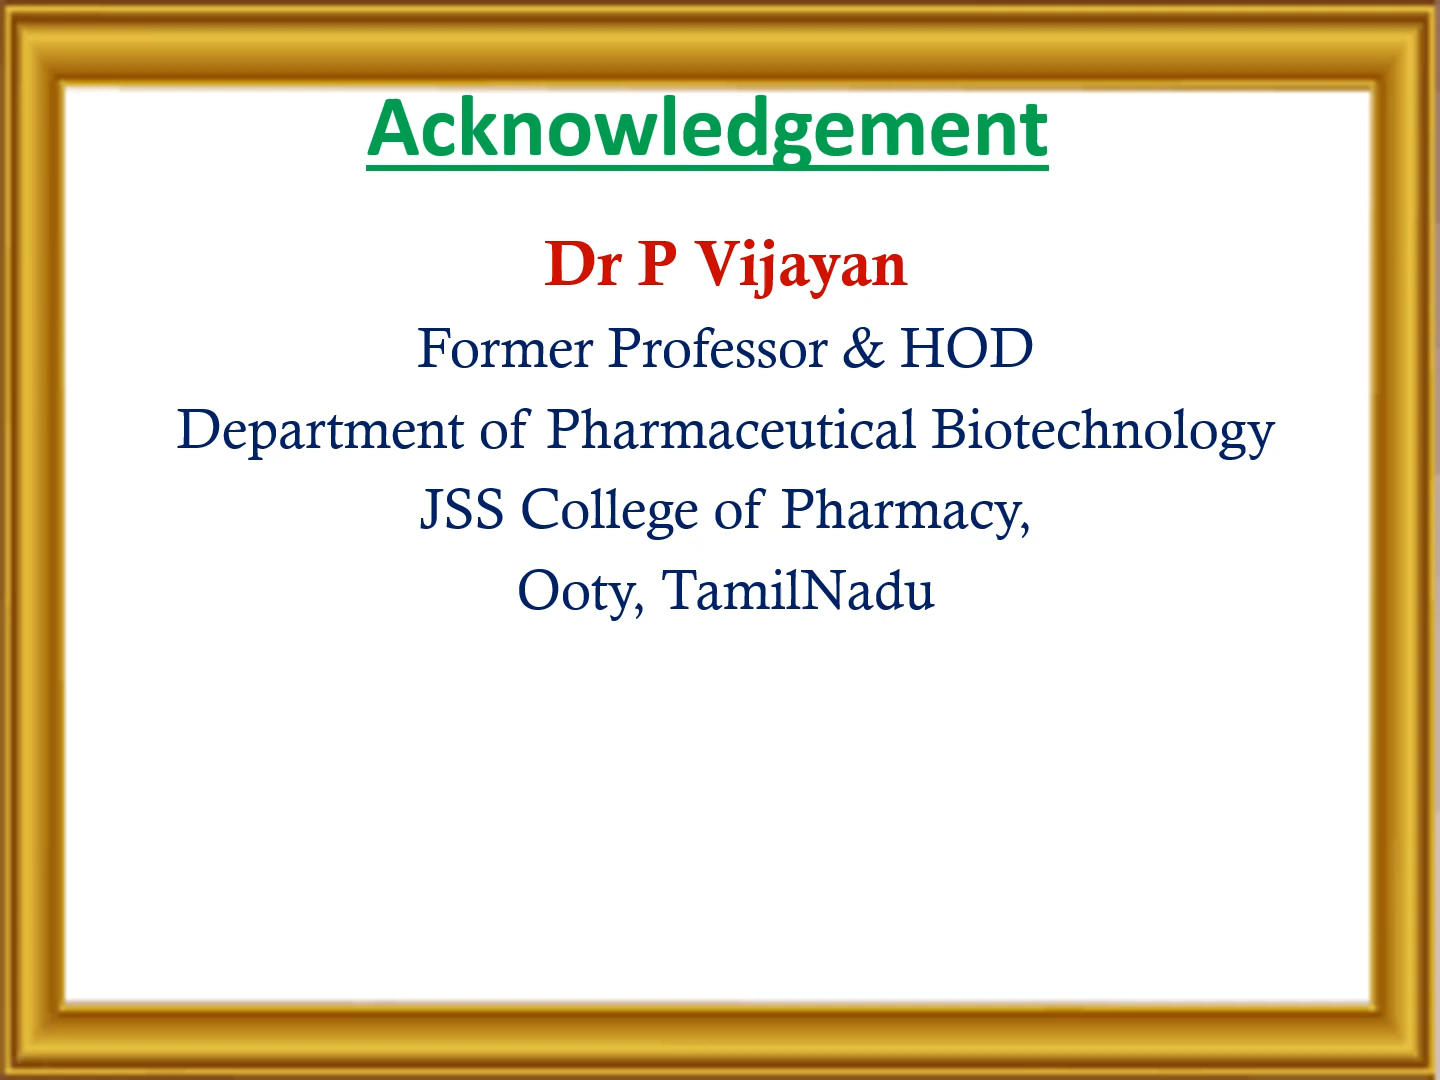 Acknowledgement
Dr P Vijayan
Former Professor & HOD
Department of Pharmaceutical Biotechnology
JSS College of Pharmacy,
Ooty, TamilNadu